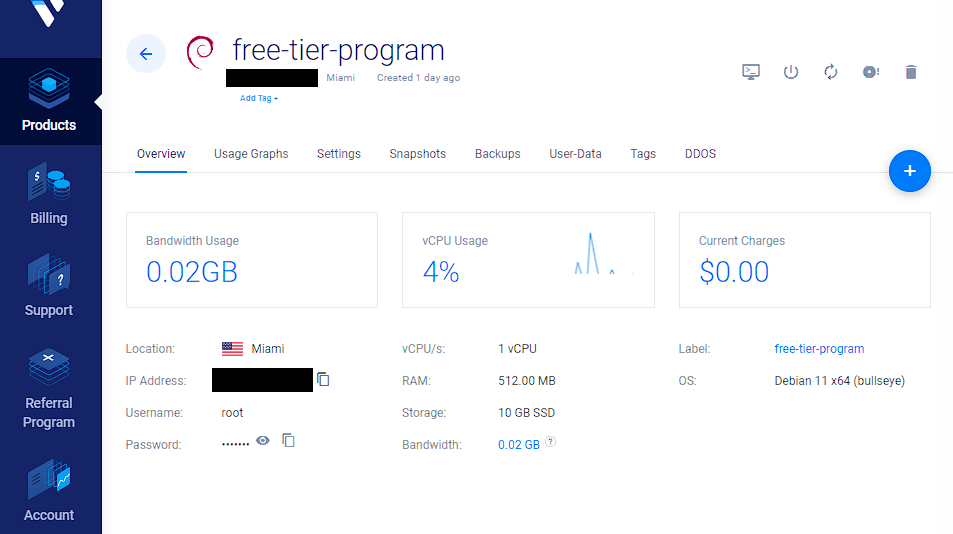 free-tier-program
Miami Created 1 day ago
Add Tag +
Products
Billing
Support
Referral
Program
Account
Overview Usage Graphs Settings Snapshots Backups User-Data Tags DDOS
+
Bandwidth Usage
0.02GB
vCPU Usage
4%
Current Charges
$0.00
Location: Miami
IP Address:
Username: root
Password: •••••••
vCPU/s: 1 vCPU
RAM: 512.00 MB
Storage: 10 GB SSD
Bandwidth: 0.02 GB ?
Label: free-tier-program
OS: Debian 11 x64 (bullseye)